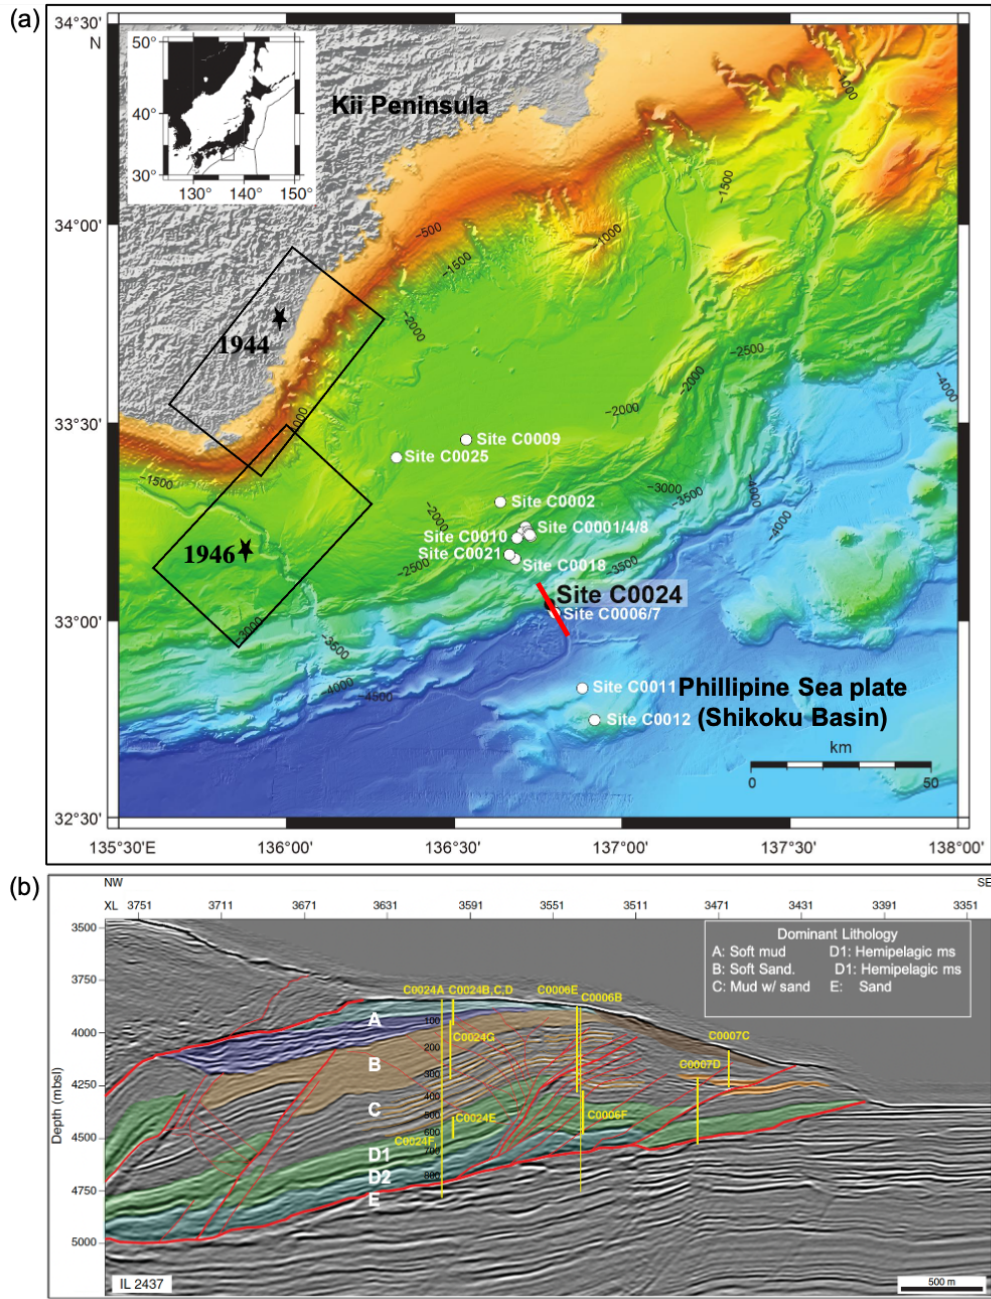 (a)
34°30'
N
34°00'
33°30'
33°00'
32°30'
135°30'E
136°00'
136°30'
137°00'
137°30'
138°00'
50°
40°
30°
130°
140°
150°
Kii Peninsula
-500
-1000
-1500
-1500
-1000
-2000
-2500
-2000
-2000
-4000
1944
1946
-1500
-3000
-3500
-4000
-4500
-2000
-2500
-3000
-3500
-3500
-4000
-4000
Site C0009
Site C0025
Site C0002
Site C0001/4/8
Site C0010
Site C0021
Site C0018
Site C0024
Site C0006/7
Site C0011
Site C0012
Phillipine Sea plate
(Shikoku Basin)
km
0 50
(b)
NW
SE
XL 3751 3711 3671 3631 3591 3551 3511 3471 3431 3391 3351
Depth (mbsl)
3500
3750
4000
4250
4500
4750
5000
Dominant Lithology
A: Soft mud D1: Hemipelagic ms
B: Soft Sand. D1: Hemipelagic ms
C: Mud w/ sand E: Sand
C0024A C0024B,C,D C0006E
C0006B
C0024G
C0007C
C0007D
C0006F
C0024E
C0024F
100
200
300
400
500
600
700
800
A
B
C
D1
D2
E
IL 2437
500 m